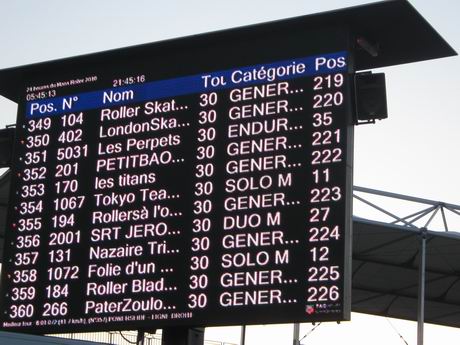 24 heures du Mans Roller 2010
05:45:13 21:45:16
Pos. N° Nom Tou Catégorie Pos.
349 104 Roller Skat... 30 GENER... 219
350 402 LondonSka... 30 GENER... 220
351 5031 Les Perpets 30 ENDUR... 35
352 201 PETITBAO... 30 GENER... 221
353 170 les titans 30 GENER... 222
354 1067 Tokyo Tea... 30 SOLO M 11
355 194 Rollersà l'o... 30 GENER... 223
356 2001 SRT JERO... 30 DUO M 27
357 131 Nazaire Tri... 30 GENER... 224
358 1072 Folie d'un ... 30 SOLO M 12
359 184 Roller Blad... 30 GENER... 225
360 266 PaterZoulo... 30 GENER... 226
Meilleur tour